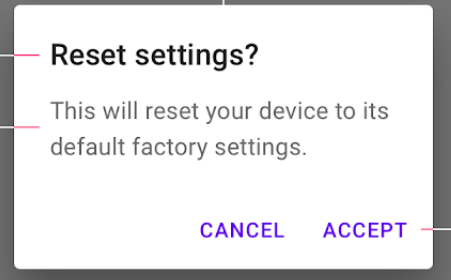 Reset settings?
This will reset your device to its
default factory settings.
CANCEL ACCEPT